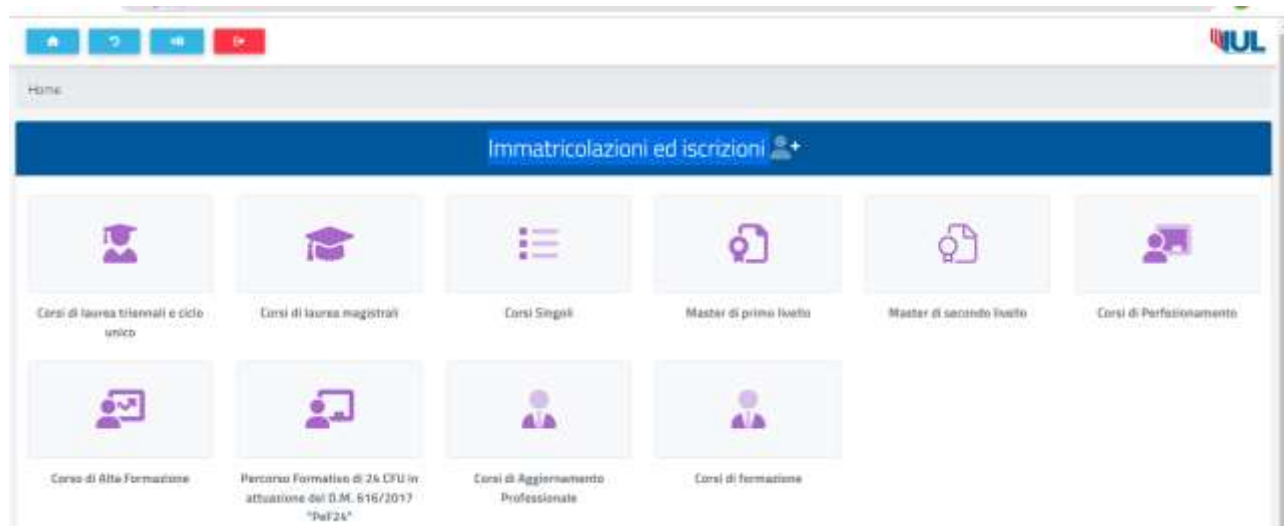 IUL
Home
Immatricolazioni ed iscrizioni
Corsi di laurea triennali e ciclo
unico
Corsi di laurea magistrali
Corsi Singoli
Master di primo livello
Master di secondo livello
Corsi di Perfezionamento
Corso di Alta Formazione
Percorso Formativo di 24 CFU in
attuazione del D.M. 616/2017
"PeF24"
Corsi di Aggiornamento
Professionale
Corsi di formazione